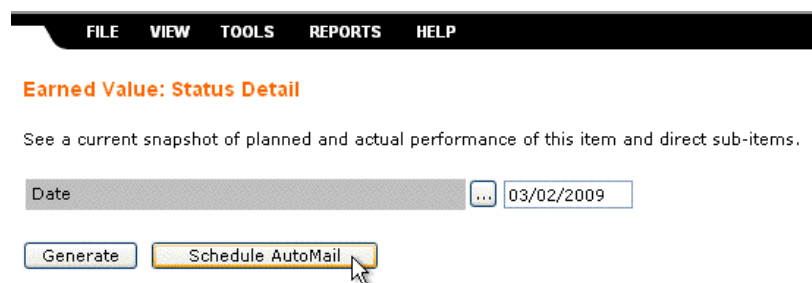 FILE VIEW TOOLS REPORTS HELP
Earned Value: Status Detail
See a current snapshot of planned and actual performance of this item and direct sub-items.
Date ... 03/02/2009
Generate Schedule AutoMail